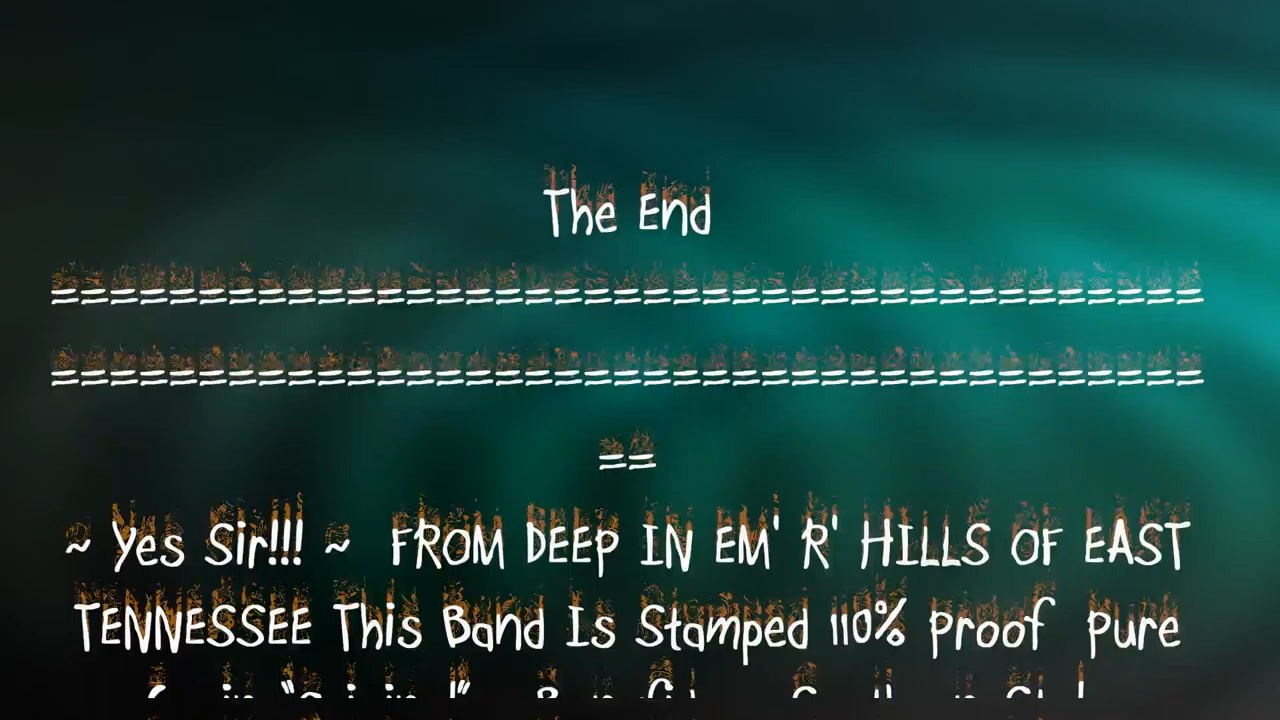 The End
=======================================
=======================================
==
~ Yes Sir!!! ~ FROM DEEP IN EM' R' HILLS OF EAST
TENNESSEE This Band Is Stamped 110% Proof Pure